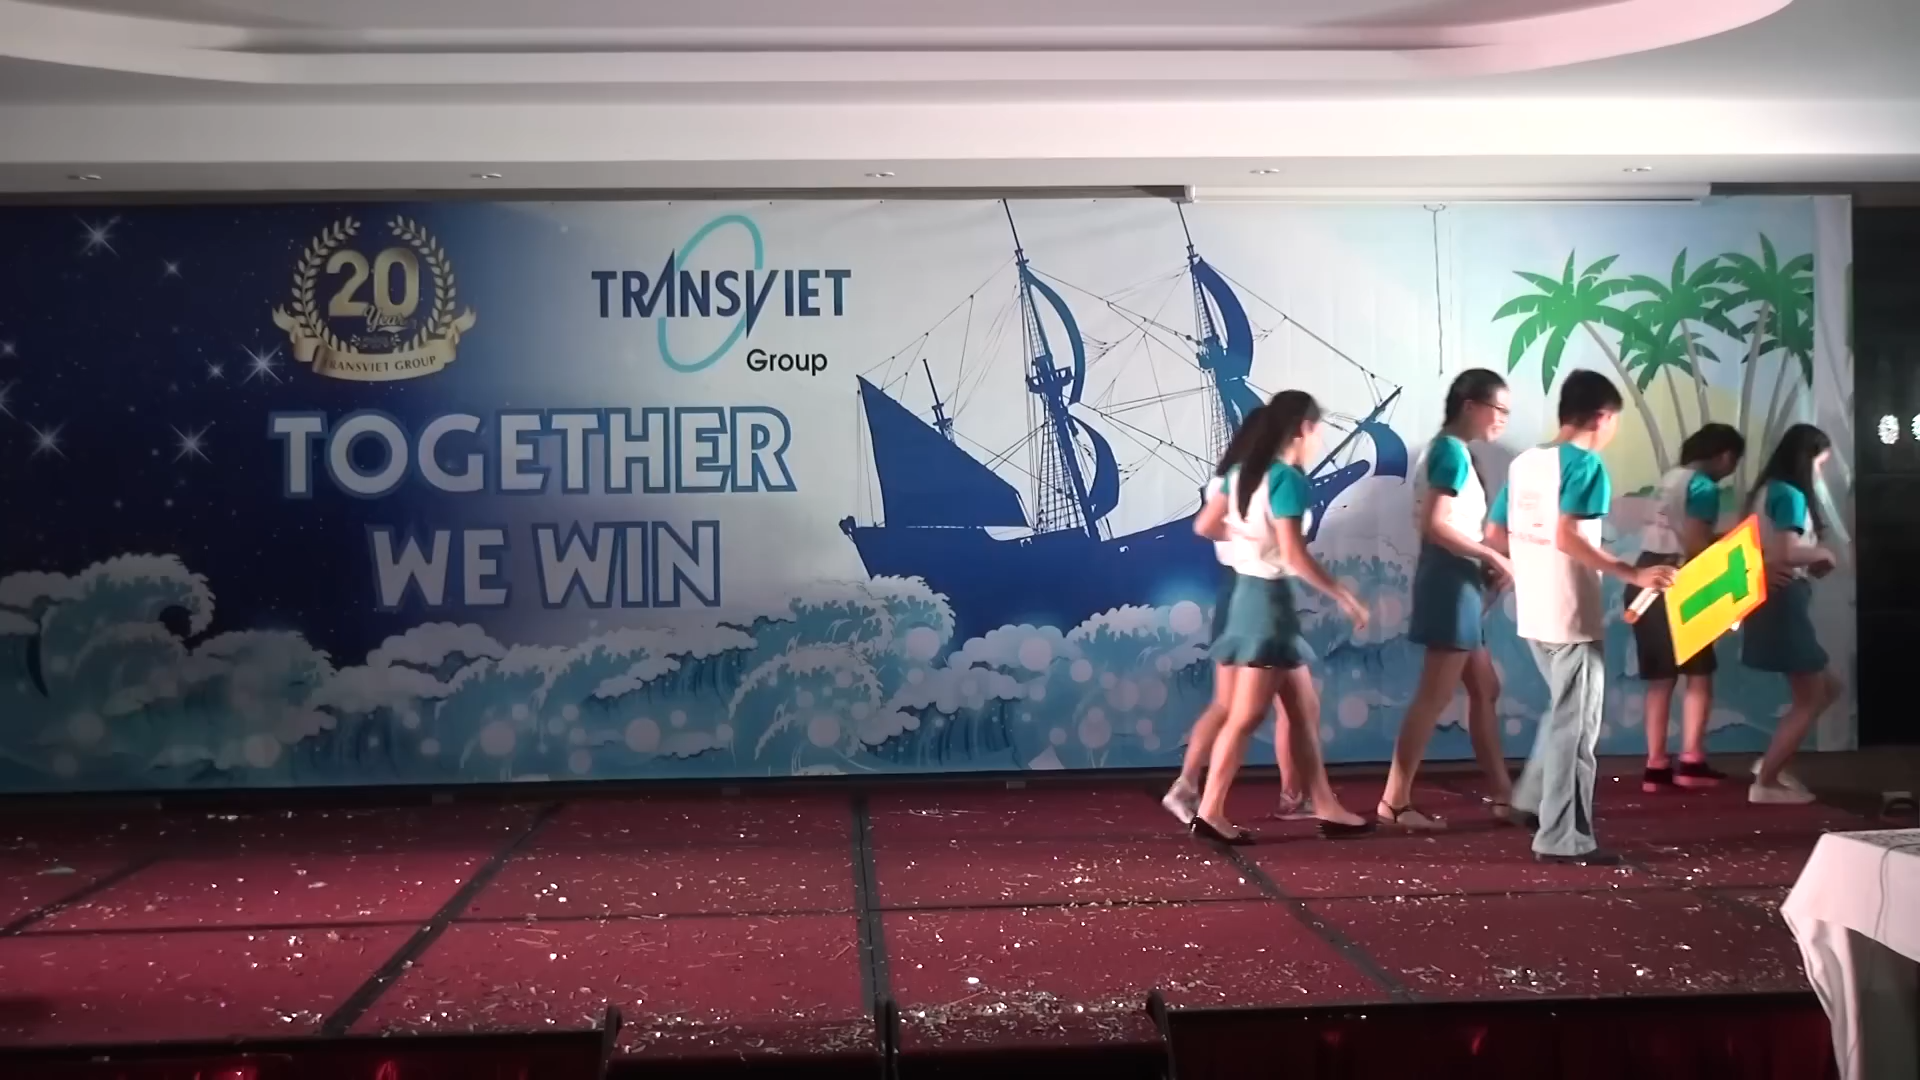 20
Years
TRANSVIET GROUP
TRANSVIET
Group
TOGETHER
WE WIN
T